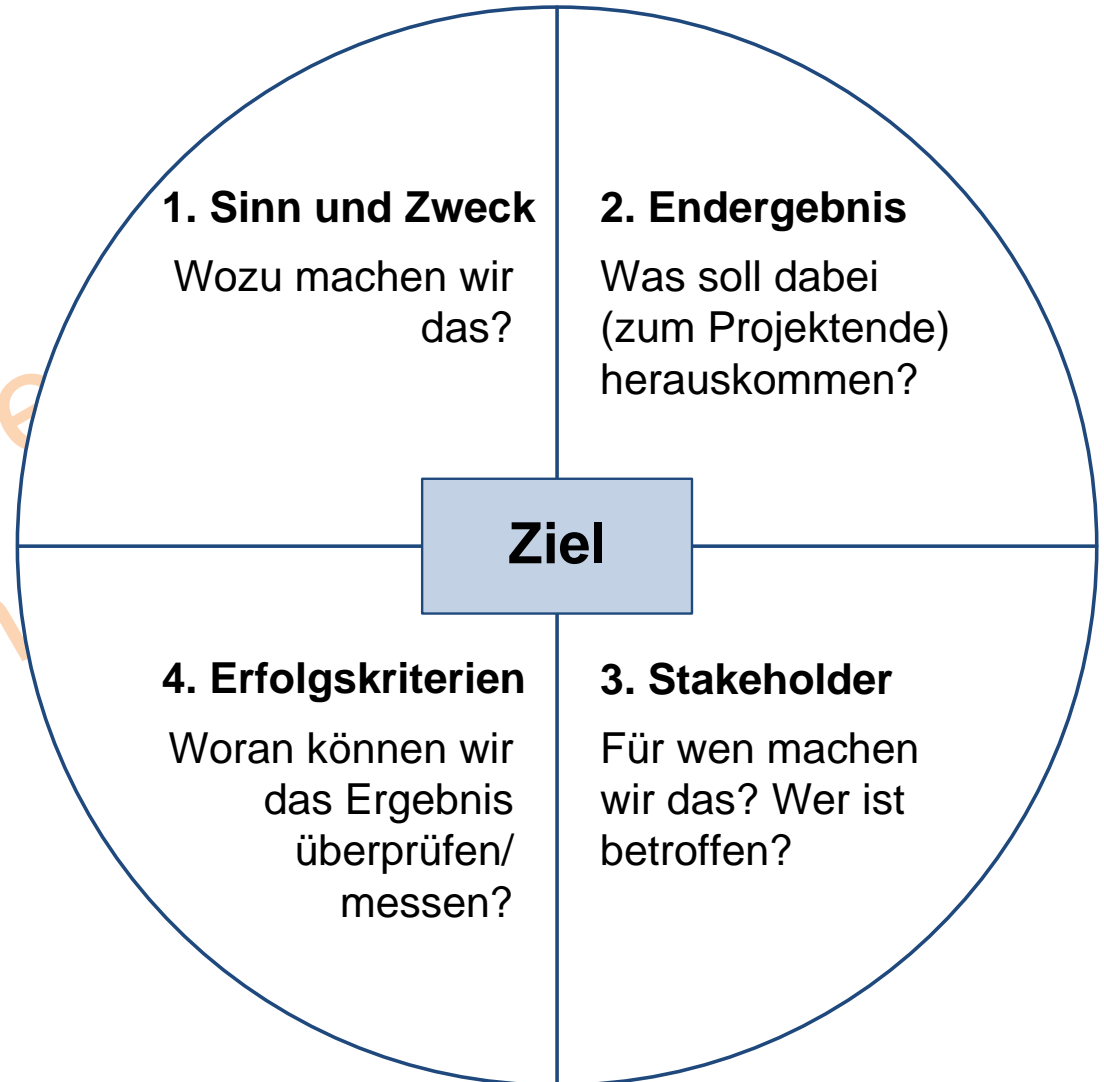 1. Sinn und Zweck
Wozu machen wir
das?
2. Endergebnis
Was soll dabei
(zum Projektende)
herauskommen?
Ziel
3. Stakeholder
Für wen machen
wir das? Wer ist
betroffen?
4. Erfolgskriterien
Woran können wir
das Ergebnis
überprüfen/
messen?